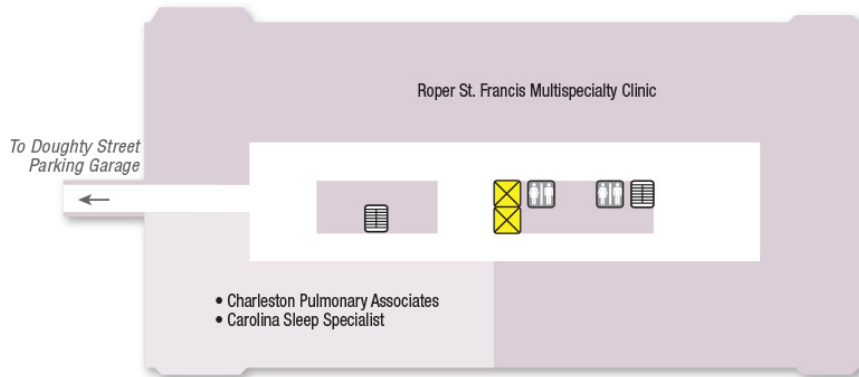 Roper St. Francis Multispecialty Clinic
To Doughty Street
Parking Garage
• Charleston Pulmonary Associates
• Carolina Sleep Specialist